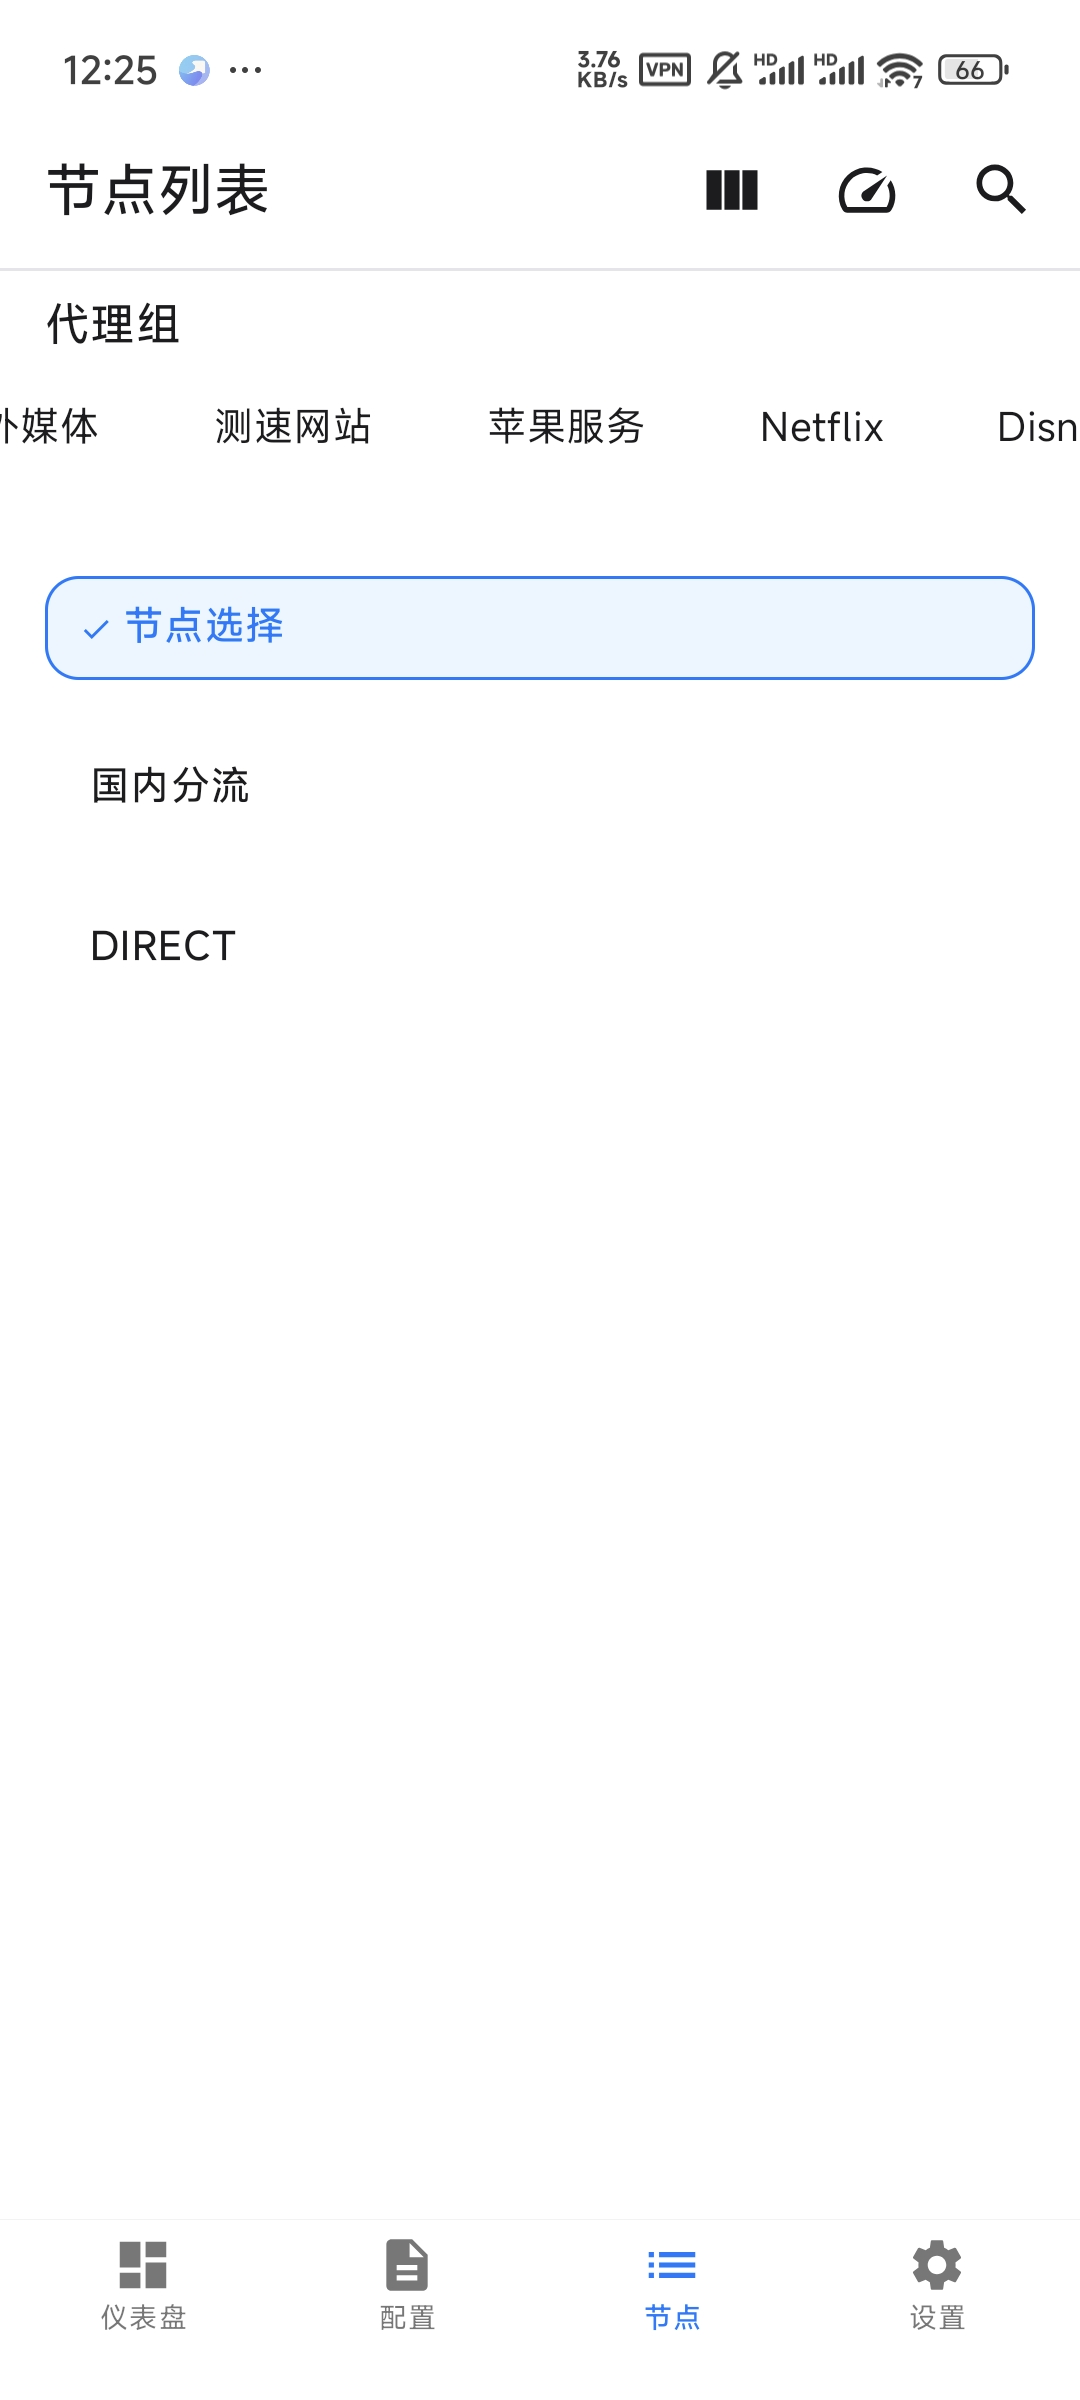 12:25 ... 3.76 KB/s VPN HD HD 7 66
节点列表
代理组
外媒体 测速网站 苹果服务 Netflix Disn
节点选择
国内分流
DIRECT
仪表盘 配置 节点 设置